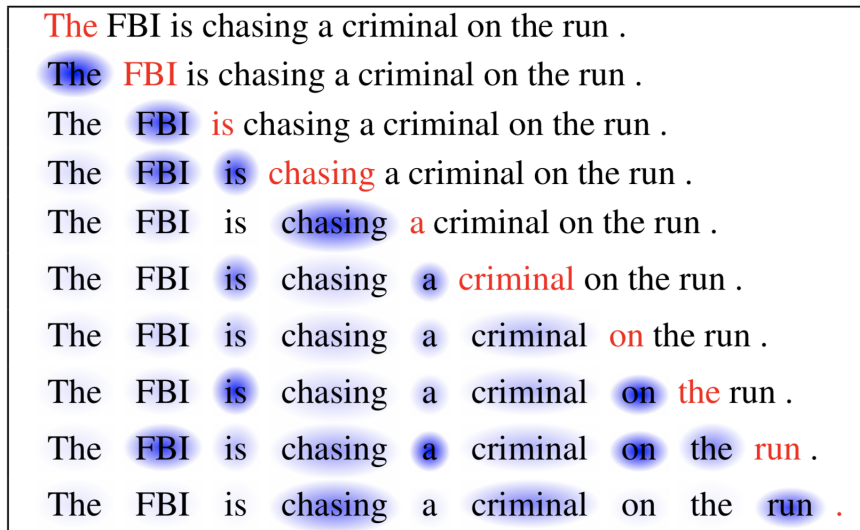 The FBI is chasing a criminal on the run .
The FBI is chasing a criminal on the run .
The FBI is chasing a criminal on the run .
The FBI is chasing a criminal on the run .
The FBI is chasing a criminal on the run .
The FBI is chasing a criminal on the run .
The FBI is chasing a criminal on the run .
The FBI is chasing a criminal on the run .
The FBI is chasing a criminal on the run .
The FBI is chasing a criminal on the run .